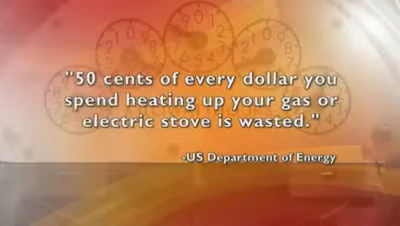 "50 cents of every dollar you
spend heating up your gas or
electric stove is wasted."
-US Department of Energy